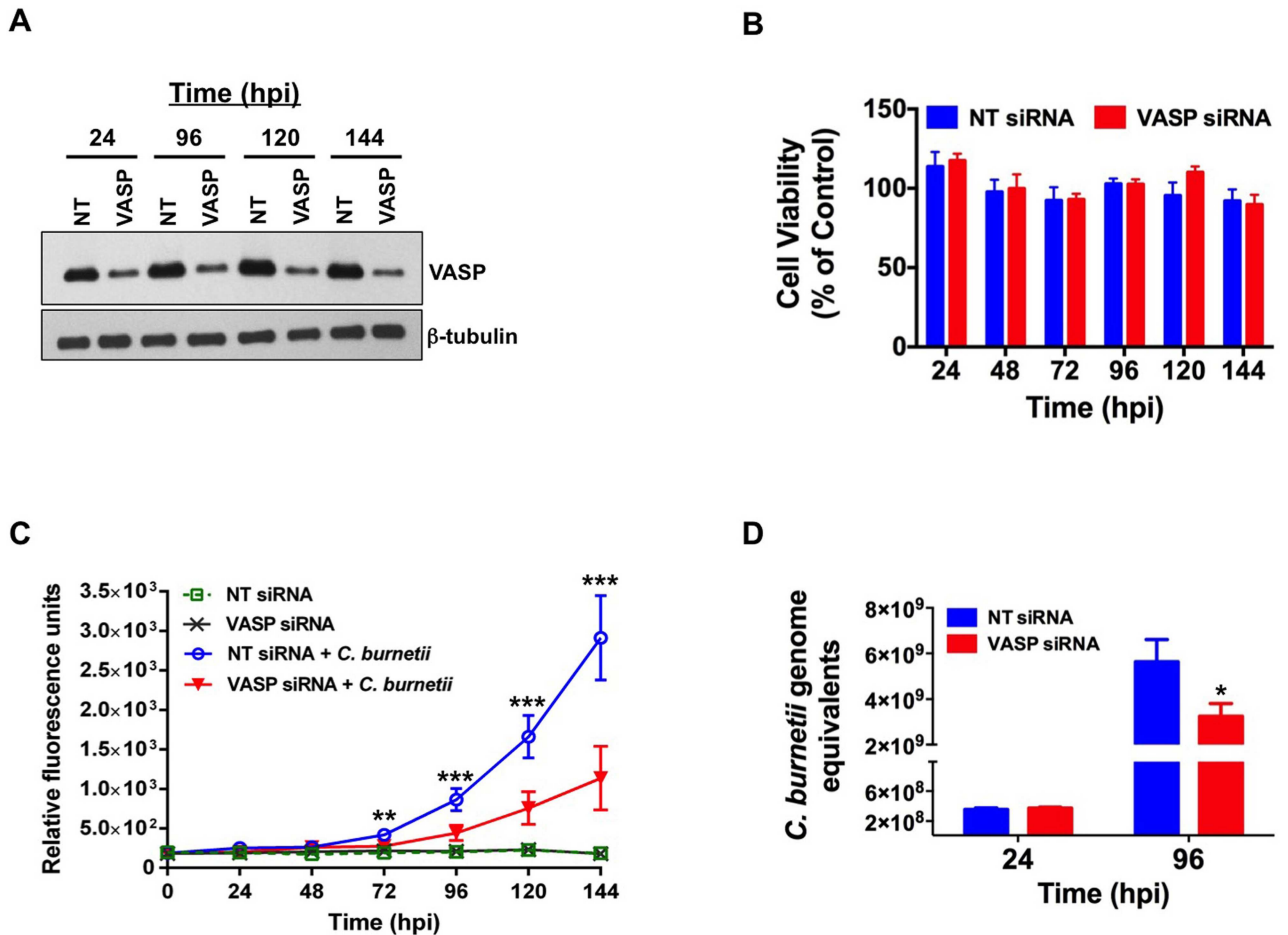 A
Time (hpi)
24 96 120 144
NT VASP NT VASP NT VASP NT VASP
VASP
β-tubulin
B
Cell Viability
(% of Control)
150
100
50
0
NT siRNA VASP siRNA
24 48 72 96 120 144
Time (hpi)
C
Relative fluorescence units
3.5×10³
3.0×10³
2.5×10³
2.0×10³
1.5×10³
1.0×10³
5.0×10²
0
NT siRNA
VASP siRNA
NT siRNA + C. burnetii
VASP siRNA + C. burnetii
**
***
***
***
0 24 48 72 96 120 144
Time (hpi)
D
C. burnetii genome
equivalents
8×10⁹
6×10⁹
4×10⁹
2×10⁹
6×10⁸
2×10⁸
NT siRNA
VASP siRNA
*
24 96
Time (hpi)